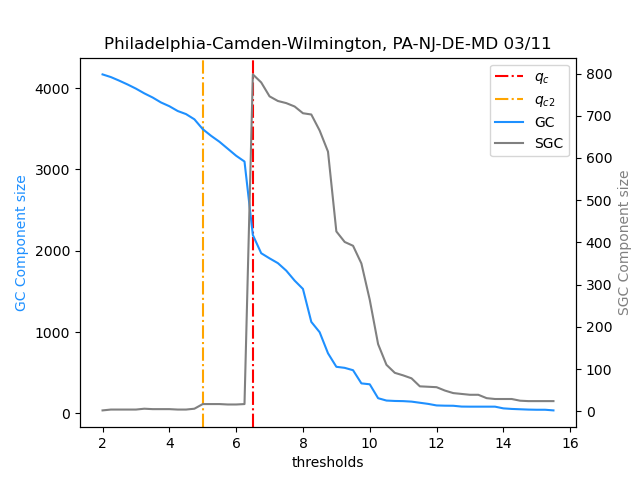 Philadelphia-Camden-Wilmington, PA-NJ-DE-MD 03/11
q_c
q_c2
GC
SGC
GC Component size
SGC Component size
4000
3000
2000
1000
0
800
700
600
500
400
300
200
100
0
2 4 6 8 10 12 14 16
thresholds